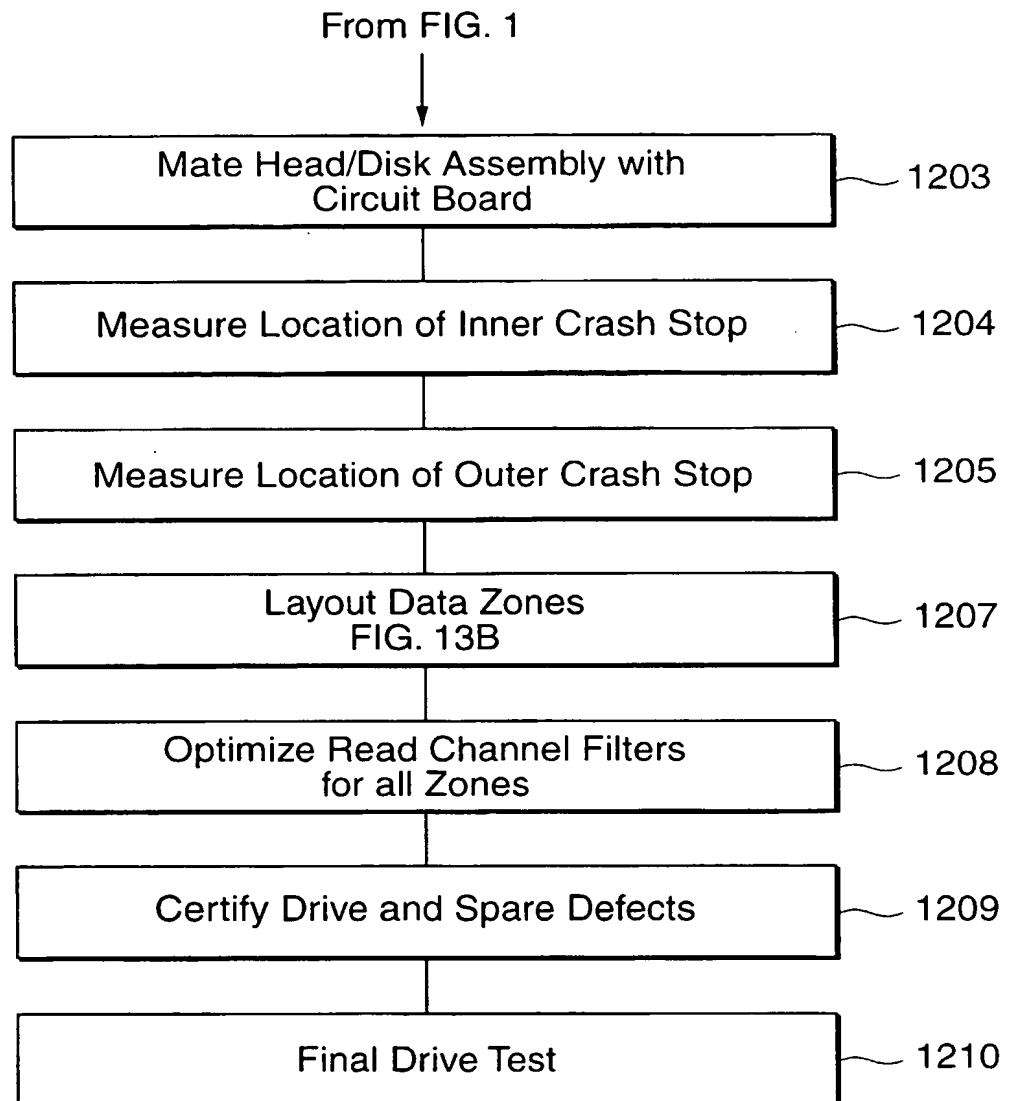 From FIG. 1
Mate Head/Disk Assembly with
Circuit Board
1203
Measure Location of Inner Crash Stop
1204
Measure Location of Outer Crash Stop
1205
Layout Data Zones
FIG. 13B
1207
Optimize Read Channel Filters
for all Zones
1208
Certify Drive and Spare Defects
1209
Final Drive Test
1210